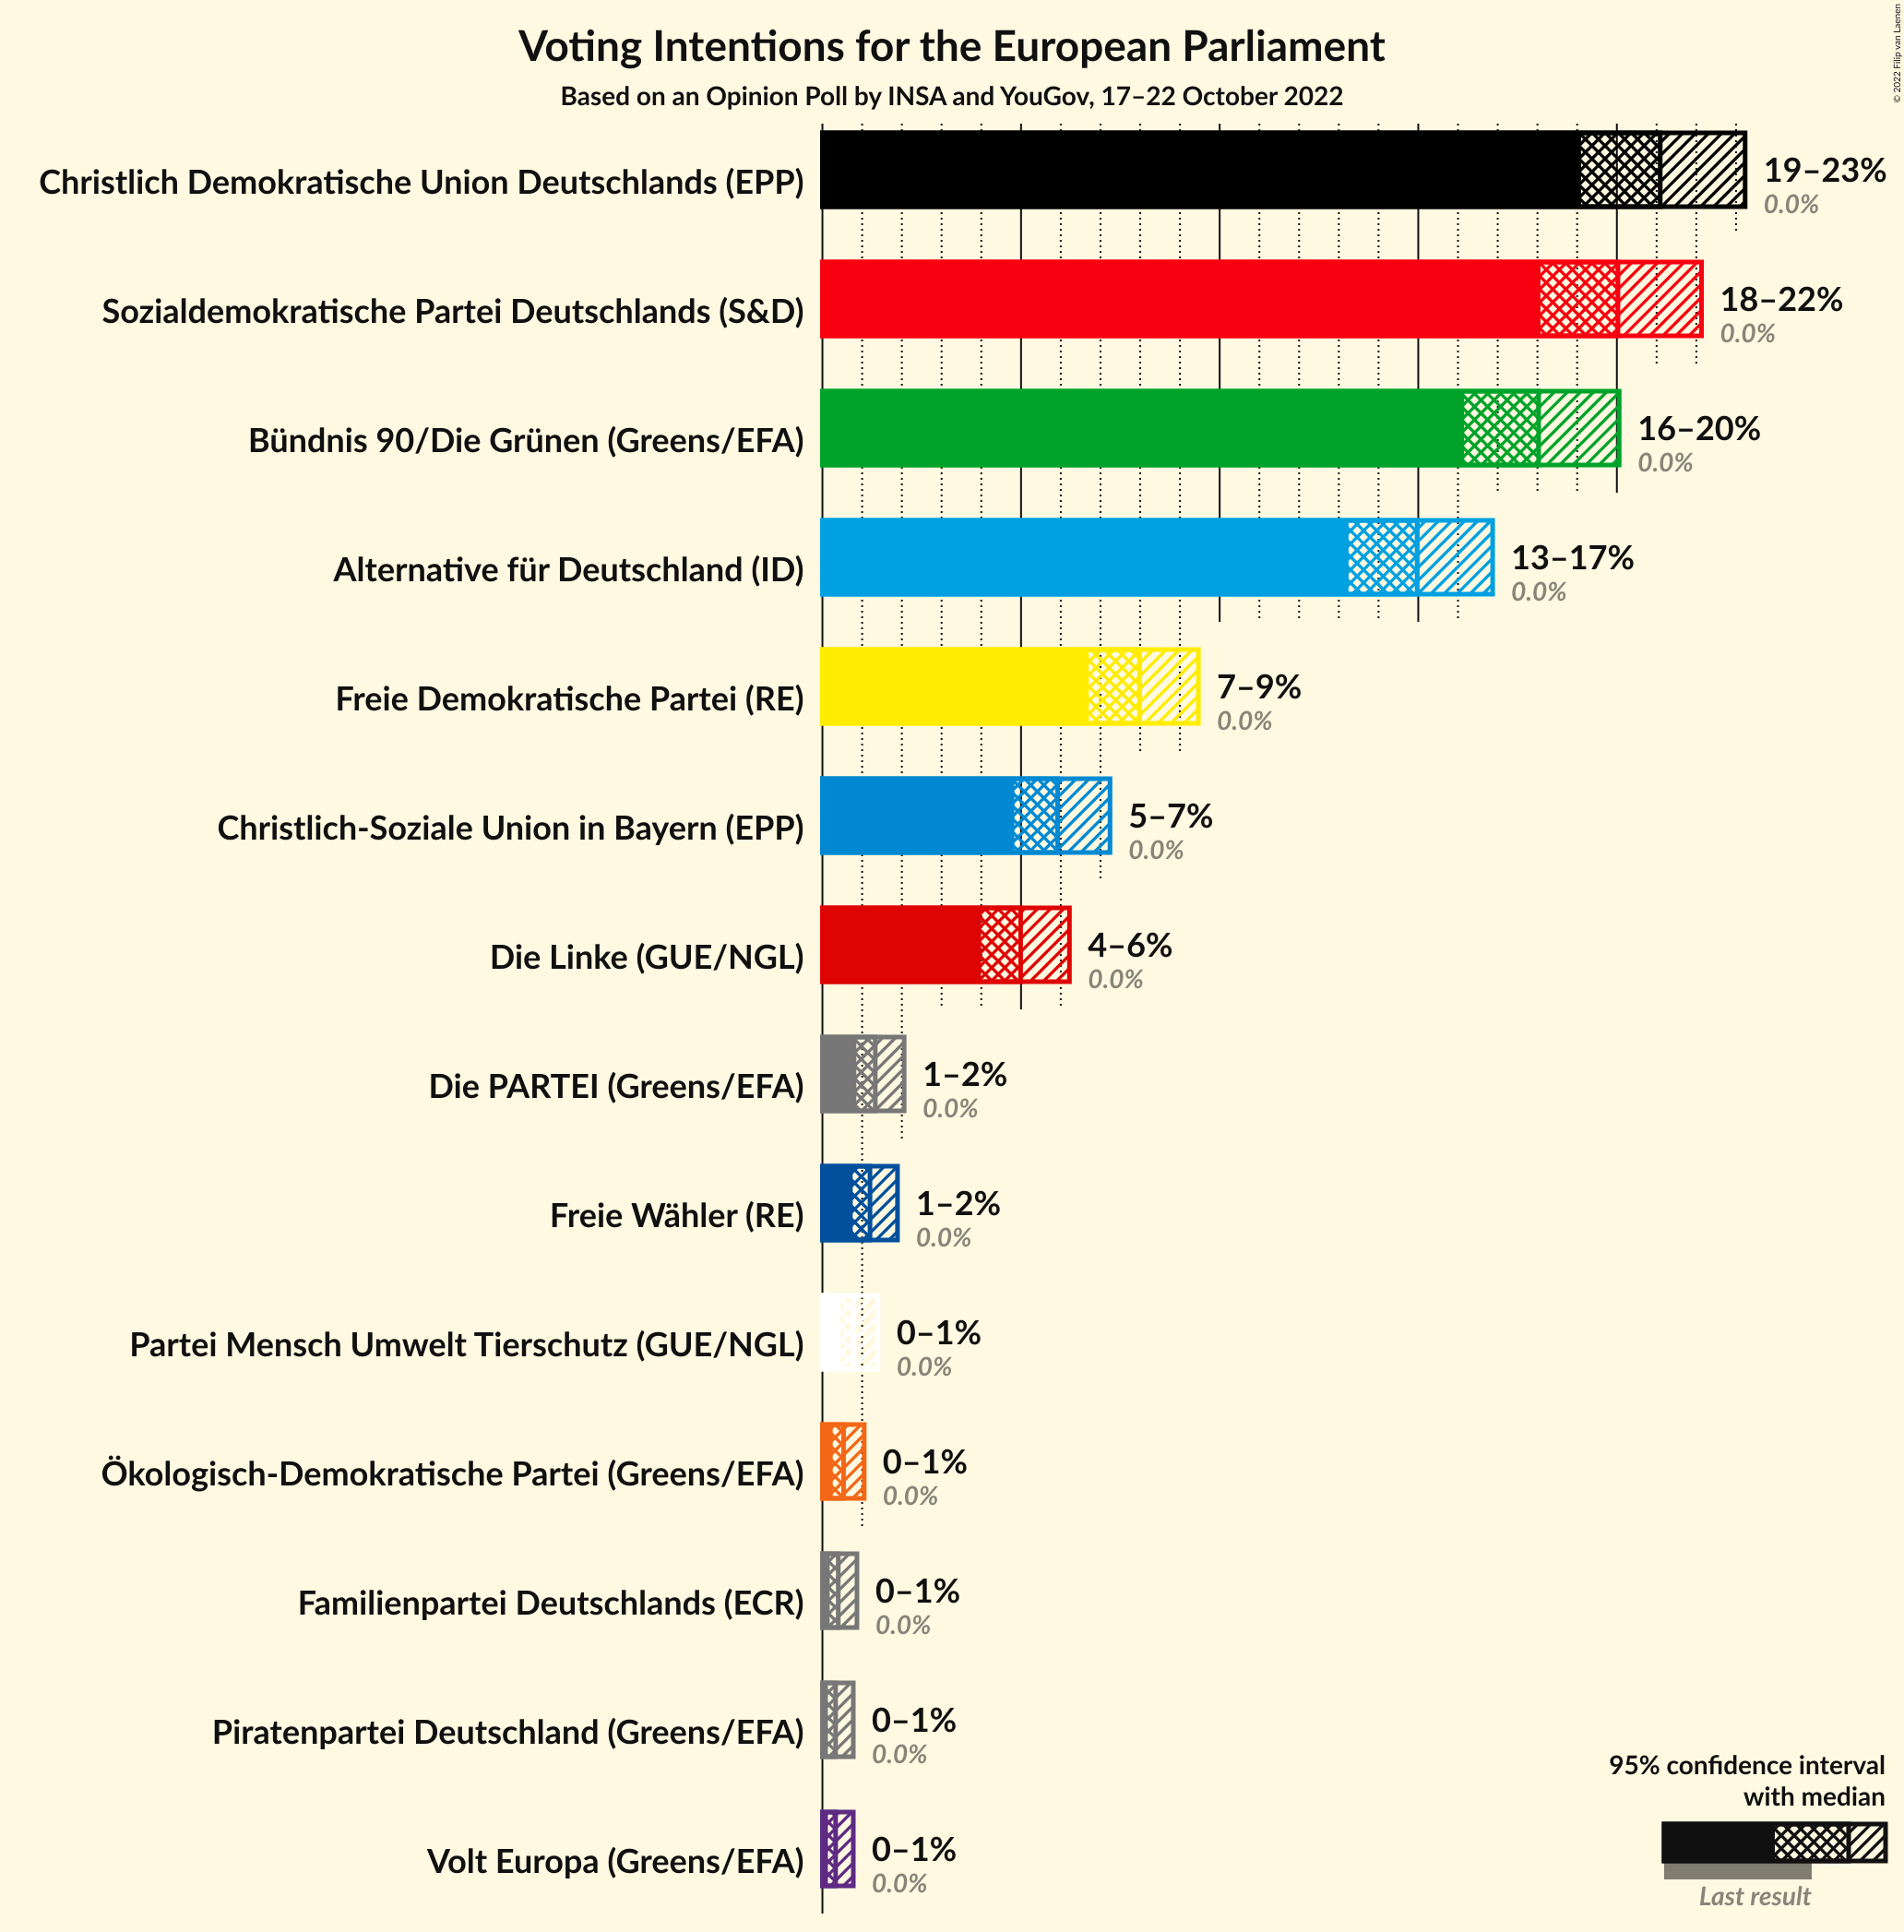 Voting Intentions for the European Parliament
Based on an Opinion Poll by INSA and YouGov, 17–22 October 2022
© 2022 Filip van Laenen
Christlich Demokratische Union Deutschlands (EPP)
19–23%
0.0%
Sozialdemokratische Partei Deutschlands (S&D)
18–22%
0.0%
Bündnis 90/Die Grünen (Greens/EFA)
16–20%
0.0%
Alternative für Deutschland (ID)
13–17%
0.0%
Freie Demokratische Partei (RE)
7–9%
0.0%
Christlich-Soziale Union in Bayern (EPP)
5–7%
0.0%
Die Linke (GUE/NGL)
4–6%
0.0%
Die PARTEI (Greens/EFA)
1–2%
0.0%
Freie Wähler (RE)
1–2%
0.0%
Partei Mensch Umwelt Tierschutz (GUE/NGL)
0–1%
0.0%
Ökologisch-Demokratische Partei (Greens/EFA)
0–1%
0.0%
Familienpartei Deutschlands (ECR)
0–1%
0.0%
Piratenpartei Deutschland (Greens/EFA)
0–1%
0.0%
Volt Europa (Greens/EFA)
0–1%
0.0%
95% confidence interval
with median
Last result